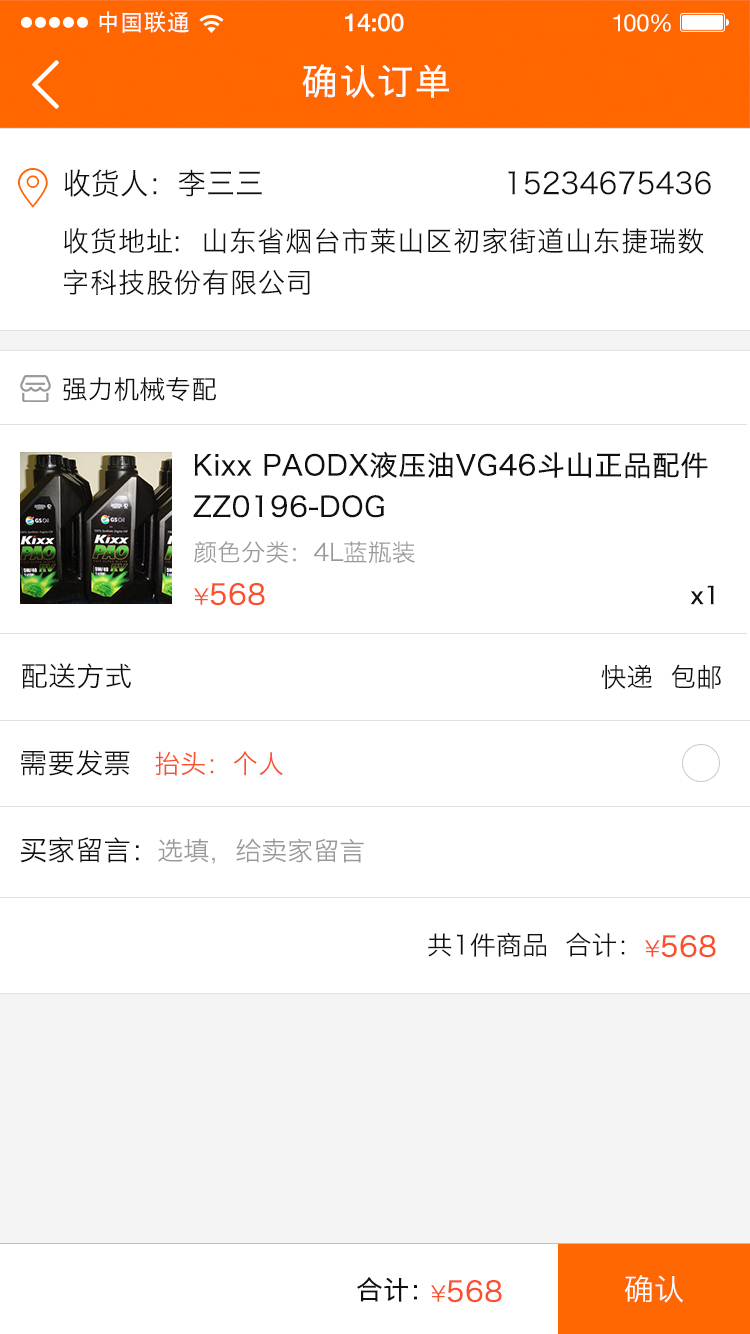 中国联通
14:00
100%
确认订单
收货人：李三三
15234675436
收货地址：山东省烟台市莱山区初家街道山东捷瑞数
字科技股份有限公司
强力机械专配
Kixx PAODX液压油VG46斗山正品配件
ZZ0196-DOG
颜色分类：4L蓝瓶装
¥568
x1
GS Oil
Kixx
PAO
GS Oil
Kixx
PAO
配送方式
快递 包邮
需要发票 抬头：个人
买家留言：选填，给卖家留言
共1件商品 合计：¥568
合计：¥568
确认